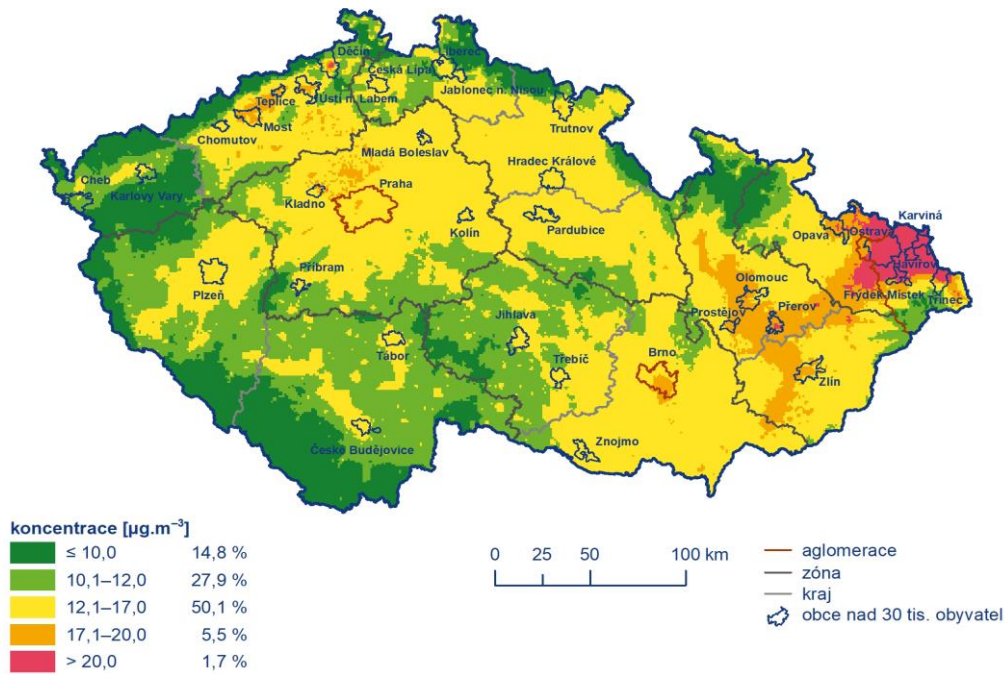 Děčín
Liberec
Česká Lípa
Jablonec n. Nisou
Teplice
Ústí n. Labem
Most
Chomutov
Trutnov
Mladá Boleslav
Hradec Králové
Cheb
Karlovy Vary
Praha
Kladno
Kolín
Pardubice
Karviná
Opava
Ostrava
Havířov
Plzeň
Příbram
Olomouc
Frýdek-Místek
Třinec
Prostějov
Přerov
Jihlava
Tábor
Třebíč
Brno
Zlín
České Budějovice
Znojmo
koncentrace [µg.m⁻³]
≤ 10,0 14,8 %
10,1–12,0 27,9 %
12,1–17,0 50,1 %
17,1–20,0 5,5 %
> 20,0 1,7 %
0 25 50 100 km
aglomerace
zóna
kraj
obce nad 30 tis. obyvatel